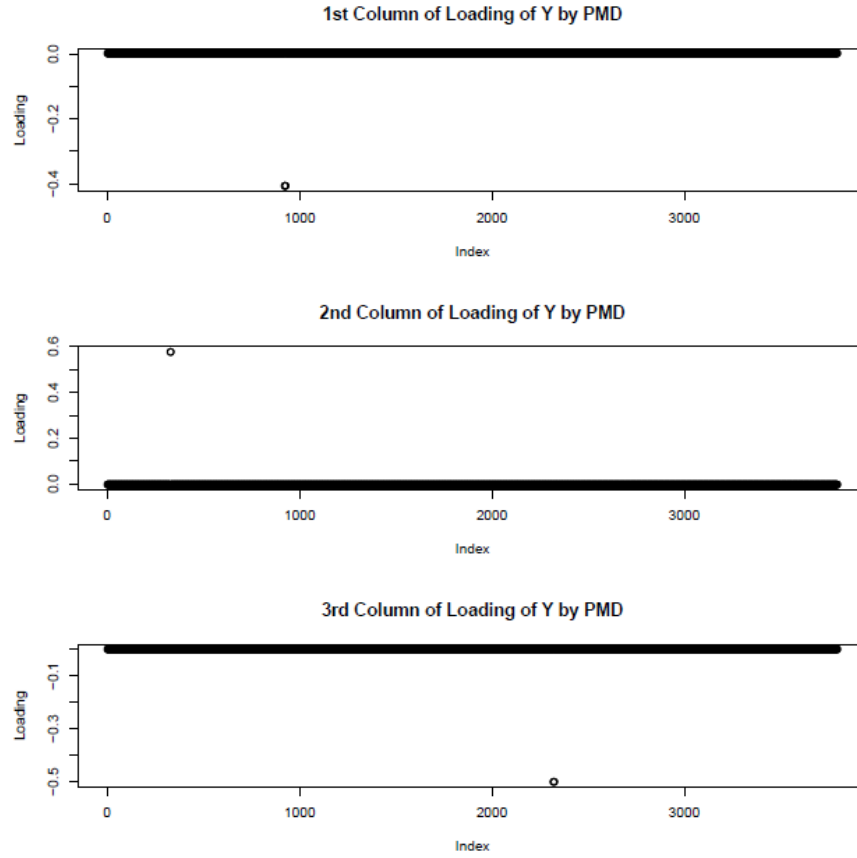 1st Column of Loading of Y by PMD
Loading
0.0
−0.2
−0.4
0 1000 2000 3000
Index
2nd Column of Loading of Y by PMD
Loading
0.6
0.4
0.2
0.0
0 1000 2000 3000
Index
3rd Column of Loading of Y by PMD
Loading
−0.1
−0.3
−0.5
0 1000 2000 3000
Index